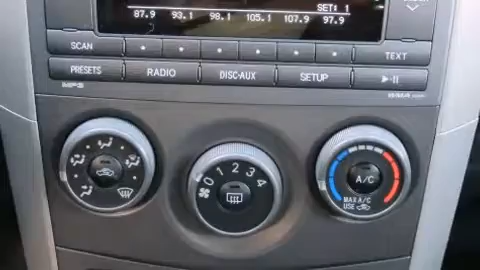 SET: 1
87.9 93.1 98.1 105.1 107.9 97.9
SCAN TEXT
PRESETS RADIO DISC·AUX SETUP
MP3 WMA
0 1 2 3 4
A/C
MAX A/C
USE